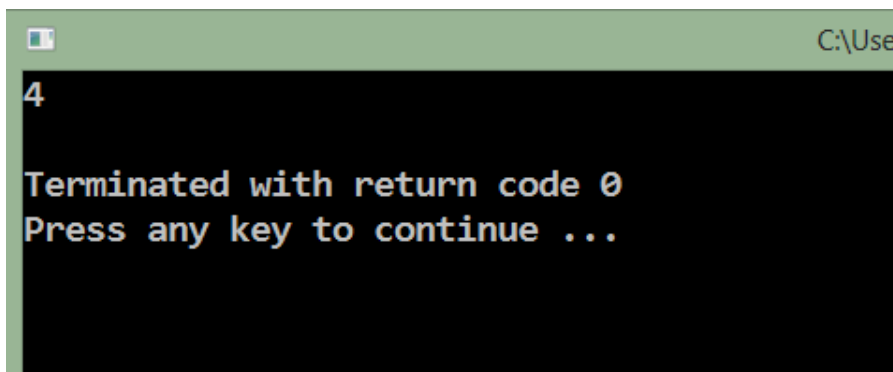 C:\Use
4
Terminated with return code 0
Press any key to continue ...